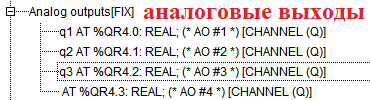 Analog outputs[FIX] аналоговые выходы
q1 AT %QR4.0: REAL; (* AO #1 *) [CHANNEL (Q)]
q2 AT %QR4.1: REAL; (* AO #2 *) [CHANNEL (Q)]
q3 AT %QR4.2: REAL; (* AO #3 *) [CHANNEL (Q)]
AT %QR4.3: REAL; (* AO #4 *) [CHANNEL (Q)]